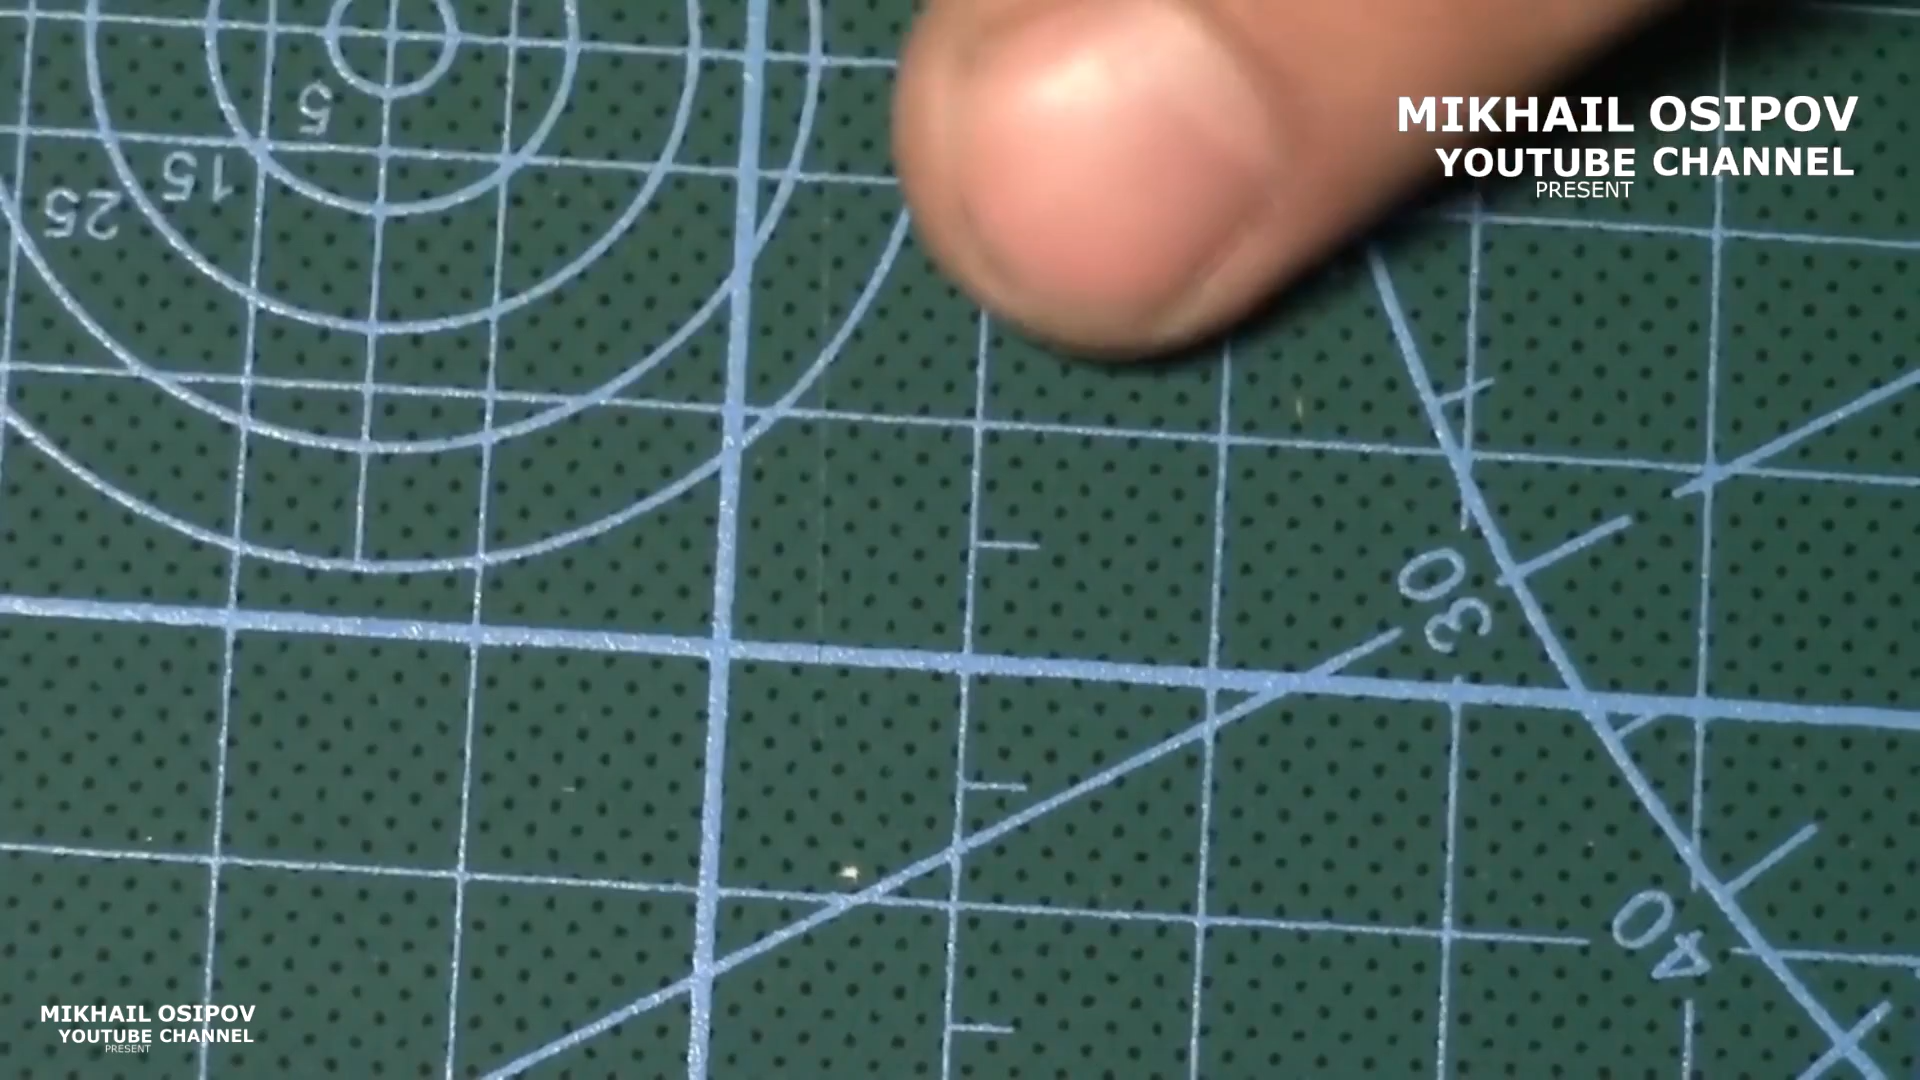 MIKHAIL OSIPOV
YOUTUBE CHANNEL
PRESENT
5
15
25
30
40
MIKHAIL OSIPOV
YOUTUBE CHANNEL
PRESENT